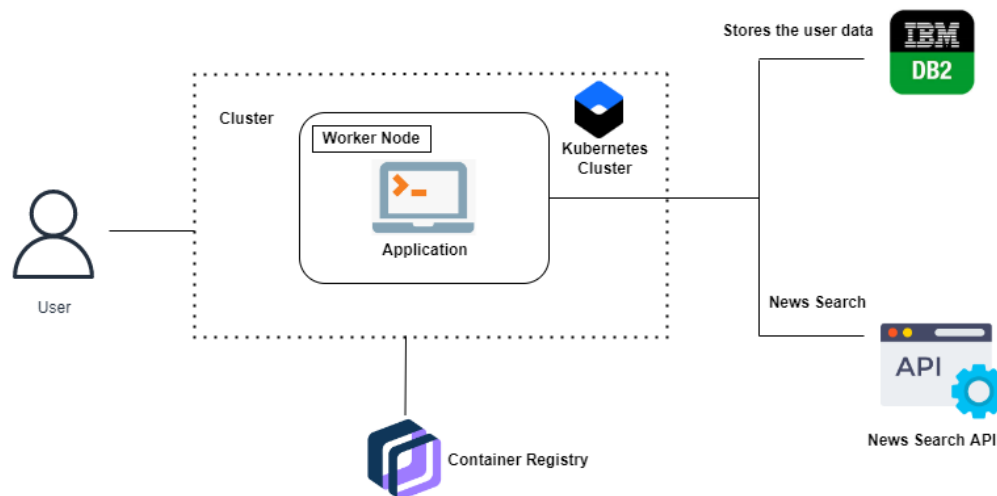 Stores the user data
IBM
DB2
Cluster
Worker Node
Kubernetes
Cluster
Application
User
News Search
API
News Search API
Container Registry